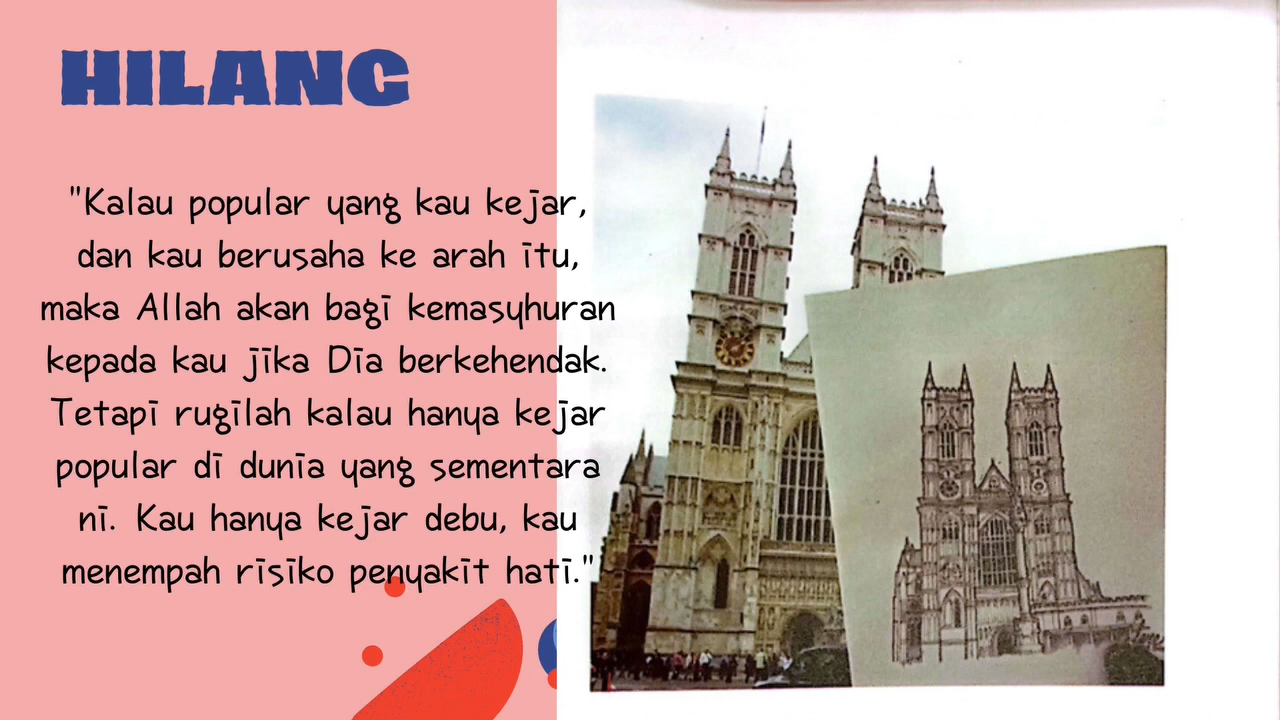 HILANG
"Kalau popular yang kau kejar,
dan kau berusaha ke arah itu,
maka Allah akan bagi kemasyhuran
kepada kau jika Dia berkehendak.
Tetapi rugilah kalau hanya kejar
popular di dunia yang sementara
ni. Kau hanya kejar debu, kau
menempah risiko penyakit hati."